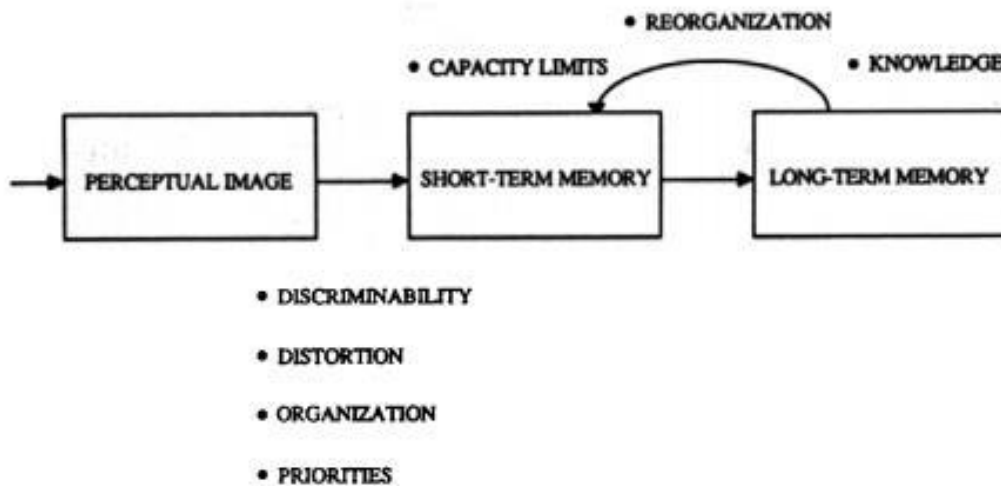 • REORGANIZATION
• CAPACITY LIMITS
• KNOWLEDGE
PERCEPTUAL IMAGE
SHORT-TERM MEMORY
LONG-TERM MEMORY
• DISCRIMINABILITY
• DISTORTION
• ORGANIZATION
• PRIORITIES